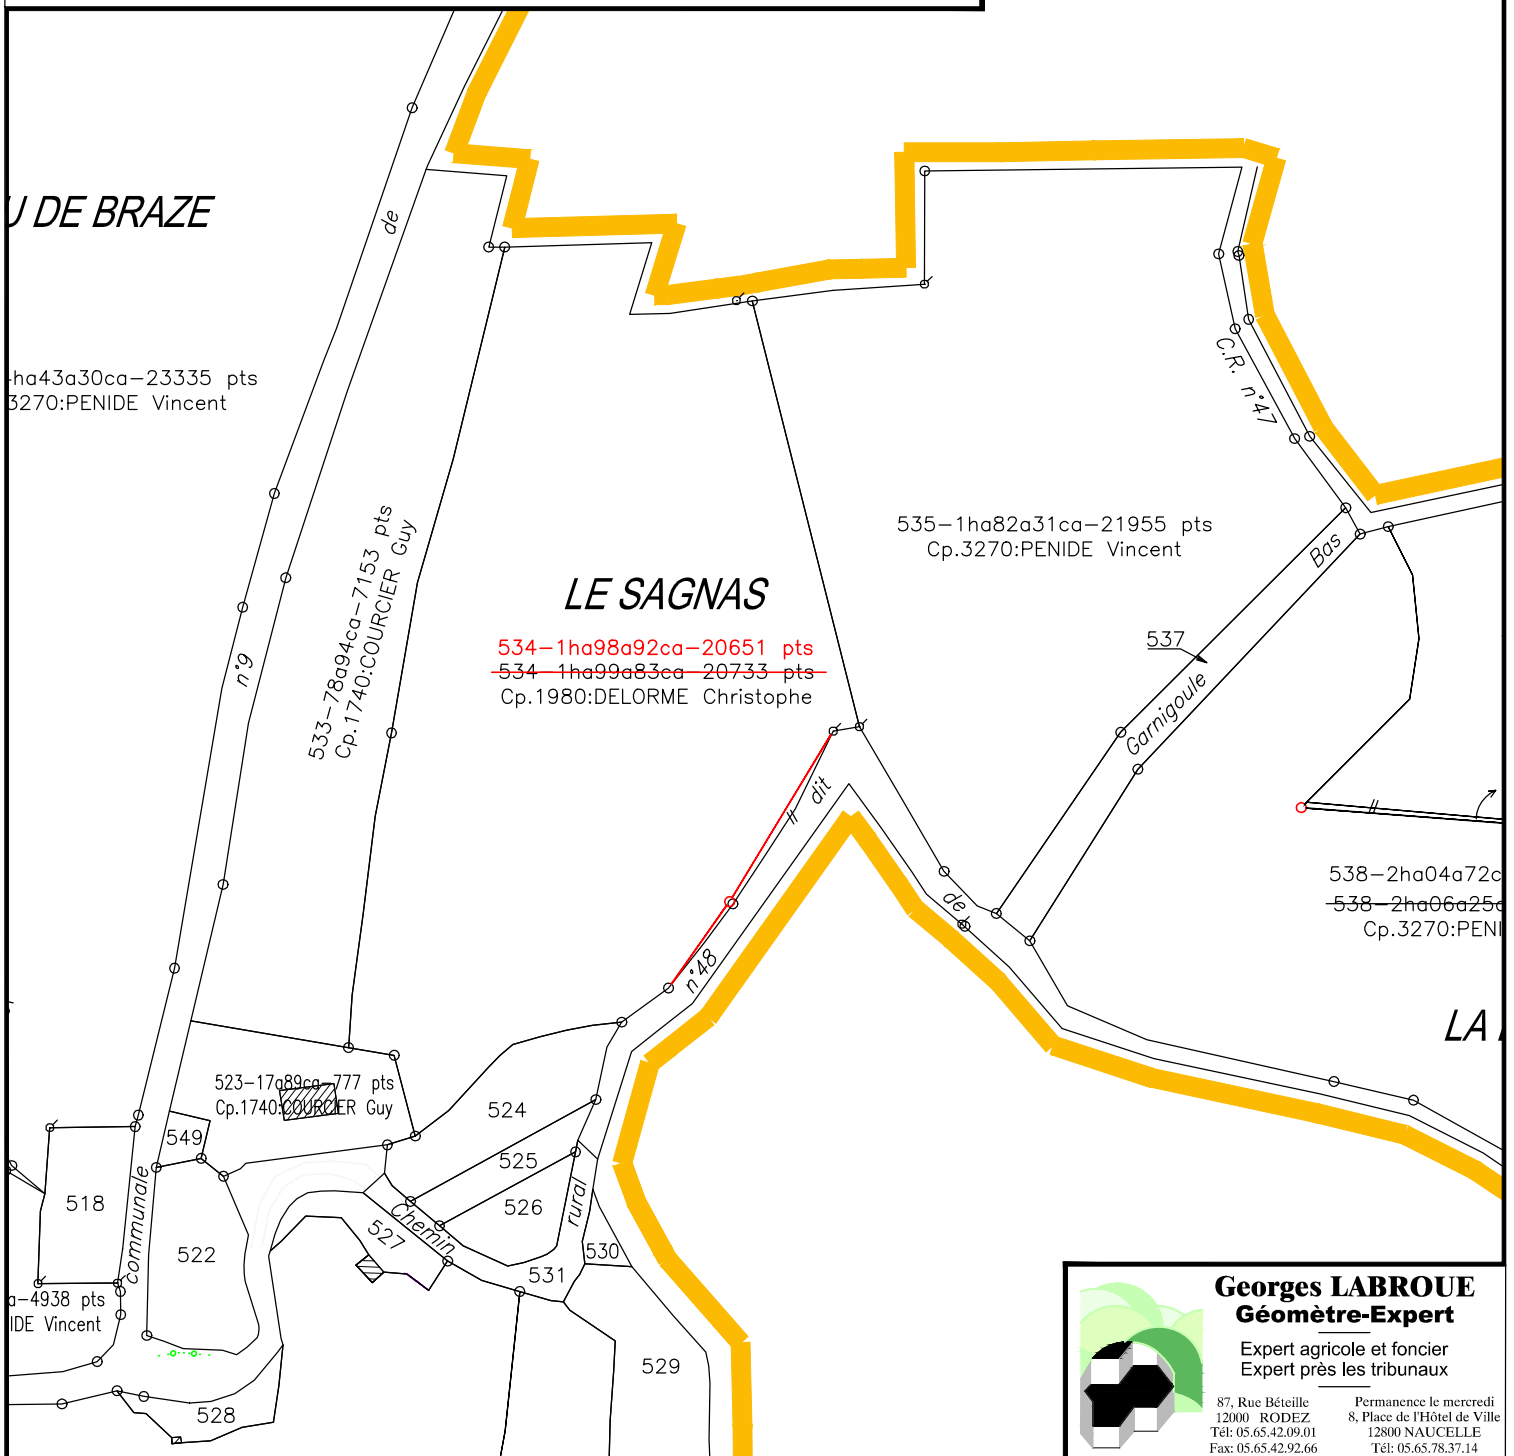 U DE BRAZE
de
ha43a30ca-23335 pts
3270:PENIDE Vincent
C.R. n°47
535-1ha82a31ca-21955 pts
Cp.3270:PENIDE Vincent
Bas
533-78a94ca-7153 pts
Cp.1740:COURCIER Guy
LE SAGNAS
534-1ha98a92ca-20651 pts
534-1ha99a83ca-20733 pts
Cp.1980:DELORME Christophe
n°9
537
Garnigoule
dit
538-2ha04a72c
538-2ha06a25c
Cp.3270:PENI
de
n°48
LA
523-17a89ca-777 pts
Cp.1740:COURCIER Guy
524
549
525
518
526
rural
Chemin
527
communale
522
530
531
a-4938 pts
IDE Vincent
529
528
Georges LABROUE
Géomètre-Expert
Expert agricole et foncier
Expert près les tribunaux
87, Rue Béteille
12000 RODEZ
Tél: 05.65.42.09.01
Fax: 05.65.42.92.66
Permanence le mercredi
8, Place de l'Hôtel de Ville
12800 NAUCELLE
Tél: 05.65.78.37.14